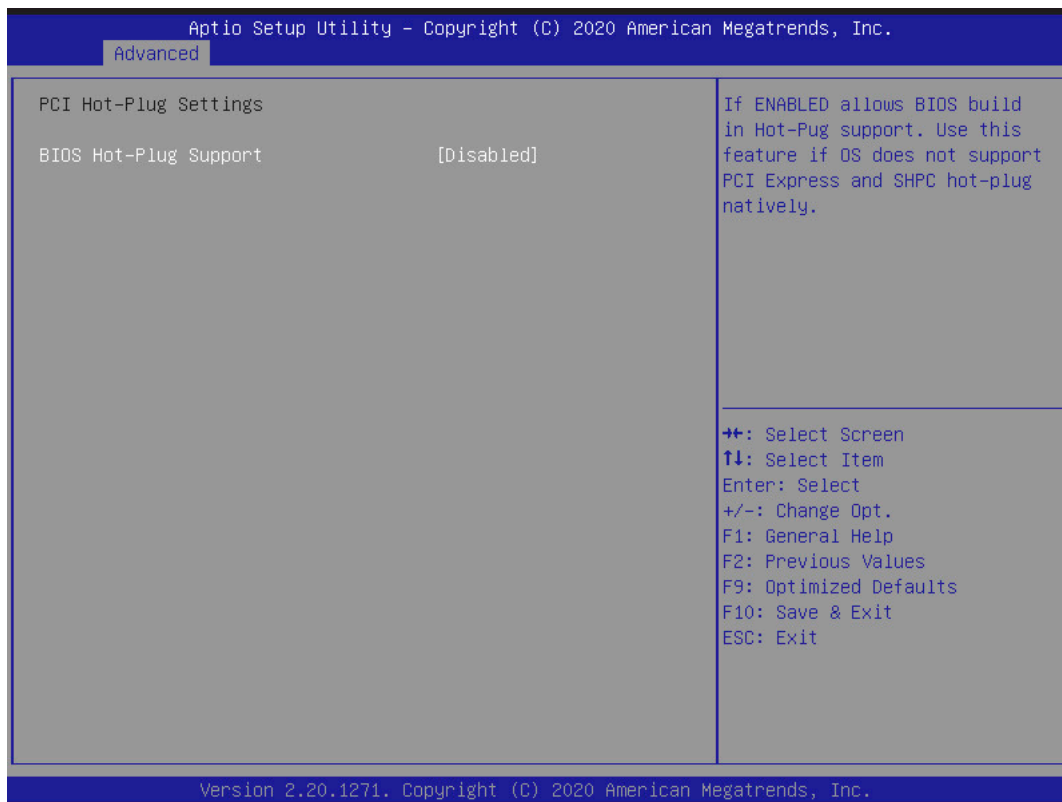 Aptio Setup Utility – Copyright (C) 2020 American Megatrends, Inc.
Advanced
PCI Hot-Plug Settings
BIOS Hot-Plug Support [Disabled]
If ENABLED allows BIOS build
in Hot-Pug support. Use this
feature if OS does not support
PCI Express and SHPC hot-plug
natively.
→←: Select Screen
↑↓: Select Item
Enter: Select
+/-: Change Opt.
F1: General Help
F2: Previous Values
F9: Optimized Defaults
F10: Save & Exit
ESC: Exit
Version 2.20.1271. Copyright (C) 2020 American Megatrends, Inc.